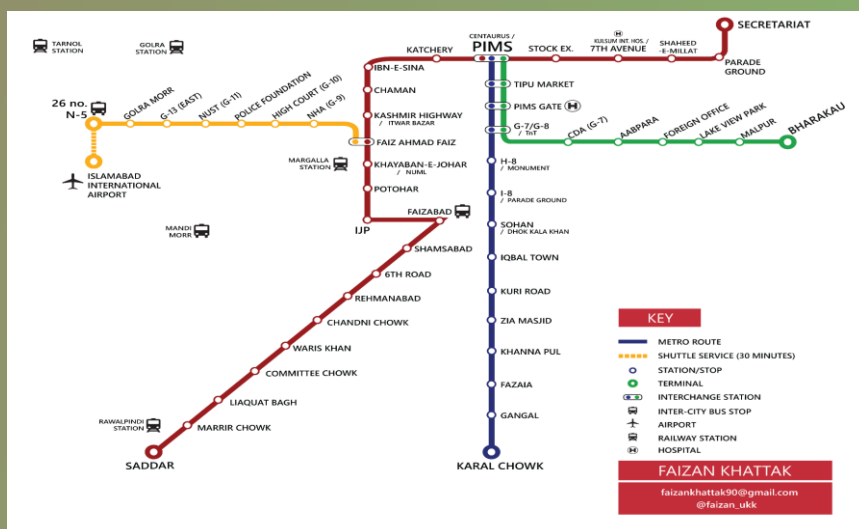 TARNOL
STATION
GOLRA
STATION
CENTAURUS /
PIMS
KATCHERY
STOCK EX.
KULSUM INT. HOS. /
7TH AVENUE
SHAHEED
-E-MILLAT
SECRETARIAT
PARADE
GROUND
IBN-E-SINA
CHAMAN
KASHMIR HIGHWAY
/ ITWAR BAZAR
FAIZ AHMAD FAIZ
KHAYABAN-E-JOHAR
/ NUML
POTOHAR
IJP
FAIZABAD
26 no.
N-5
GOLRA MORR
G-13 (EAST)
NUST (G-11)
POLICE FOUNDATION
HIGH COURT (G-10)
NHA (G-9)
ISLAMABAD
INTERNATIONAL
AIRPORT
MARGALLA
STATION
MANDI
MORR
TIPU MARKET
PIMS GATE
H
G-7/G-8
/ TnT
CDA (G-7)
AABPARA
FOREIGN OFFICE
LAKE VIEW PARK
MALPUR
BHARAKAU
H-8
/ MONUMENT
I-8
/ PARADE GROUND
SOHAN
/ DHOK KALA KHAN
IQBAL TOWN
KURI ROAD
ZIA MASJID
KHANNA PUL
FAZAIA
GANGAL
KARAL CHOWK
SHAMSABAD
6TH ROAD
REHMANABAD
CHANDNI CHOWK
WARIS KHAN
COMMITTEE CHOWK
LIAQUAT BAGH
MARRIR CHOWK
RAWALPINDI
STATION
SADDAR
KEY
METRO ROUTE
SHUTTLE SERVICE (30 MINUTES)
STATION/STOP
TERMINAL
INTERCHANGE STATION
INTER-CITY BUS STOP
AIRPORT
RAILWAY STATION
H HOSPITAL
FAIZAN KHATTAK
faizankhattak90@gmail.com
@faizan_ukk